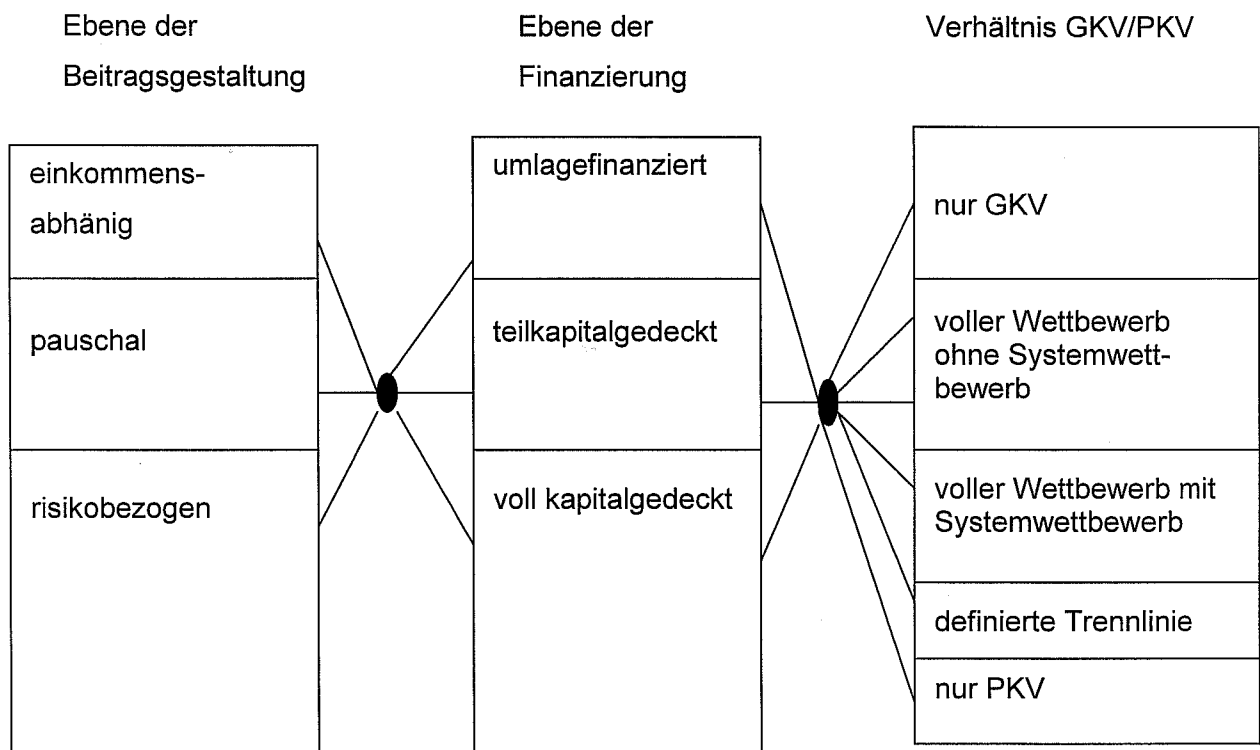 Ebene der
Beitragsgestaltung
Ebene der
Finanzierung
Verhältnis GKV/PKV
einkommens-
abhänig
pauschal
risikobezogen
umlagefinanziert
teilkapitalgedeckt
voll kapitalgedeckt
nur GKV
voller Wettbewerb
ohne Systemwett-
bewerb
voller Wettbewerb mit
Systemwettbewerb
definierte Trennlinie
nur PKV